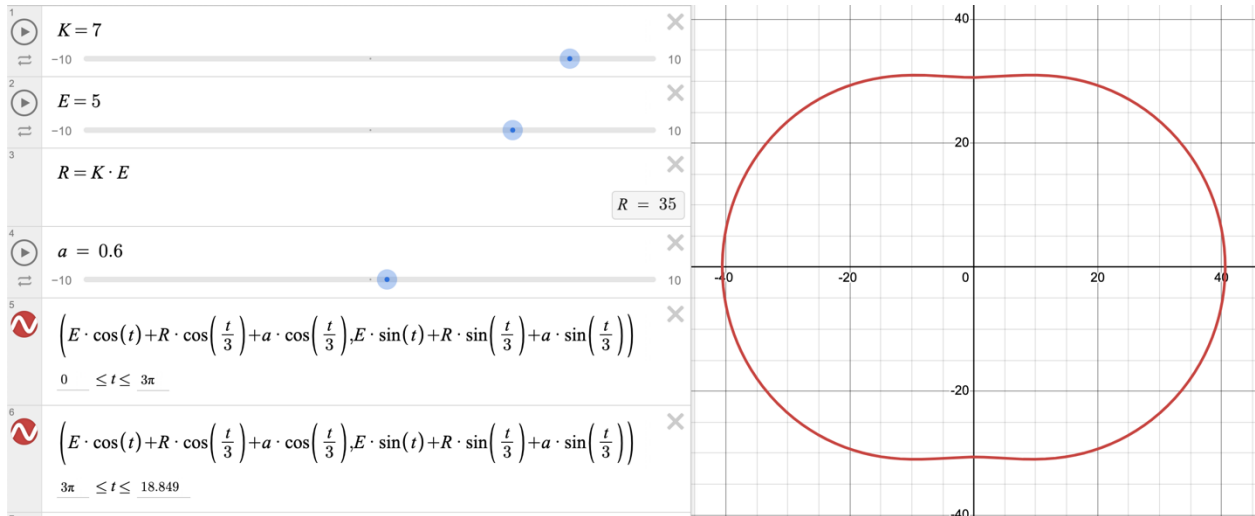 1
K = 7
-10
10
2
E = 5
-10
10
3
R = K · E
R = 35
4
a = 0.6
-10
10
5
(E · cos(t) + R · cos(t/3) + a · cos(t/3), E · sin(t) + R · sin(t/3) + a · sin(t/3))
0 ≤ t ≤ 3π
6
(E · cos(t) + R · cos(t/3) + a · cos(t/3), E · sin(t) + R · sin(t/3) + a · sin(t/3))
3π ≤ t ≤ 18.849
40
20
-40 -20 0 20 40
-20
-40